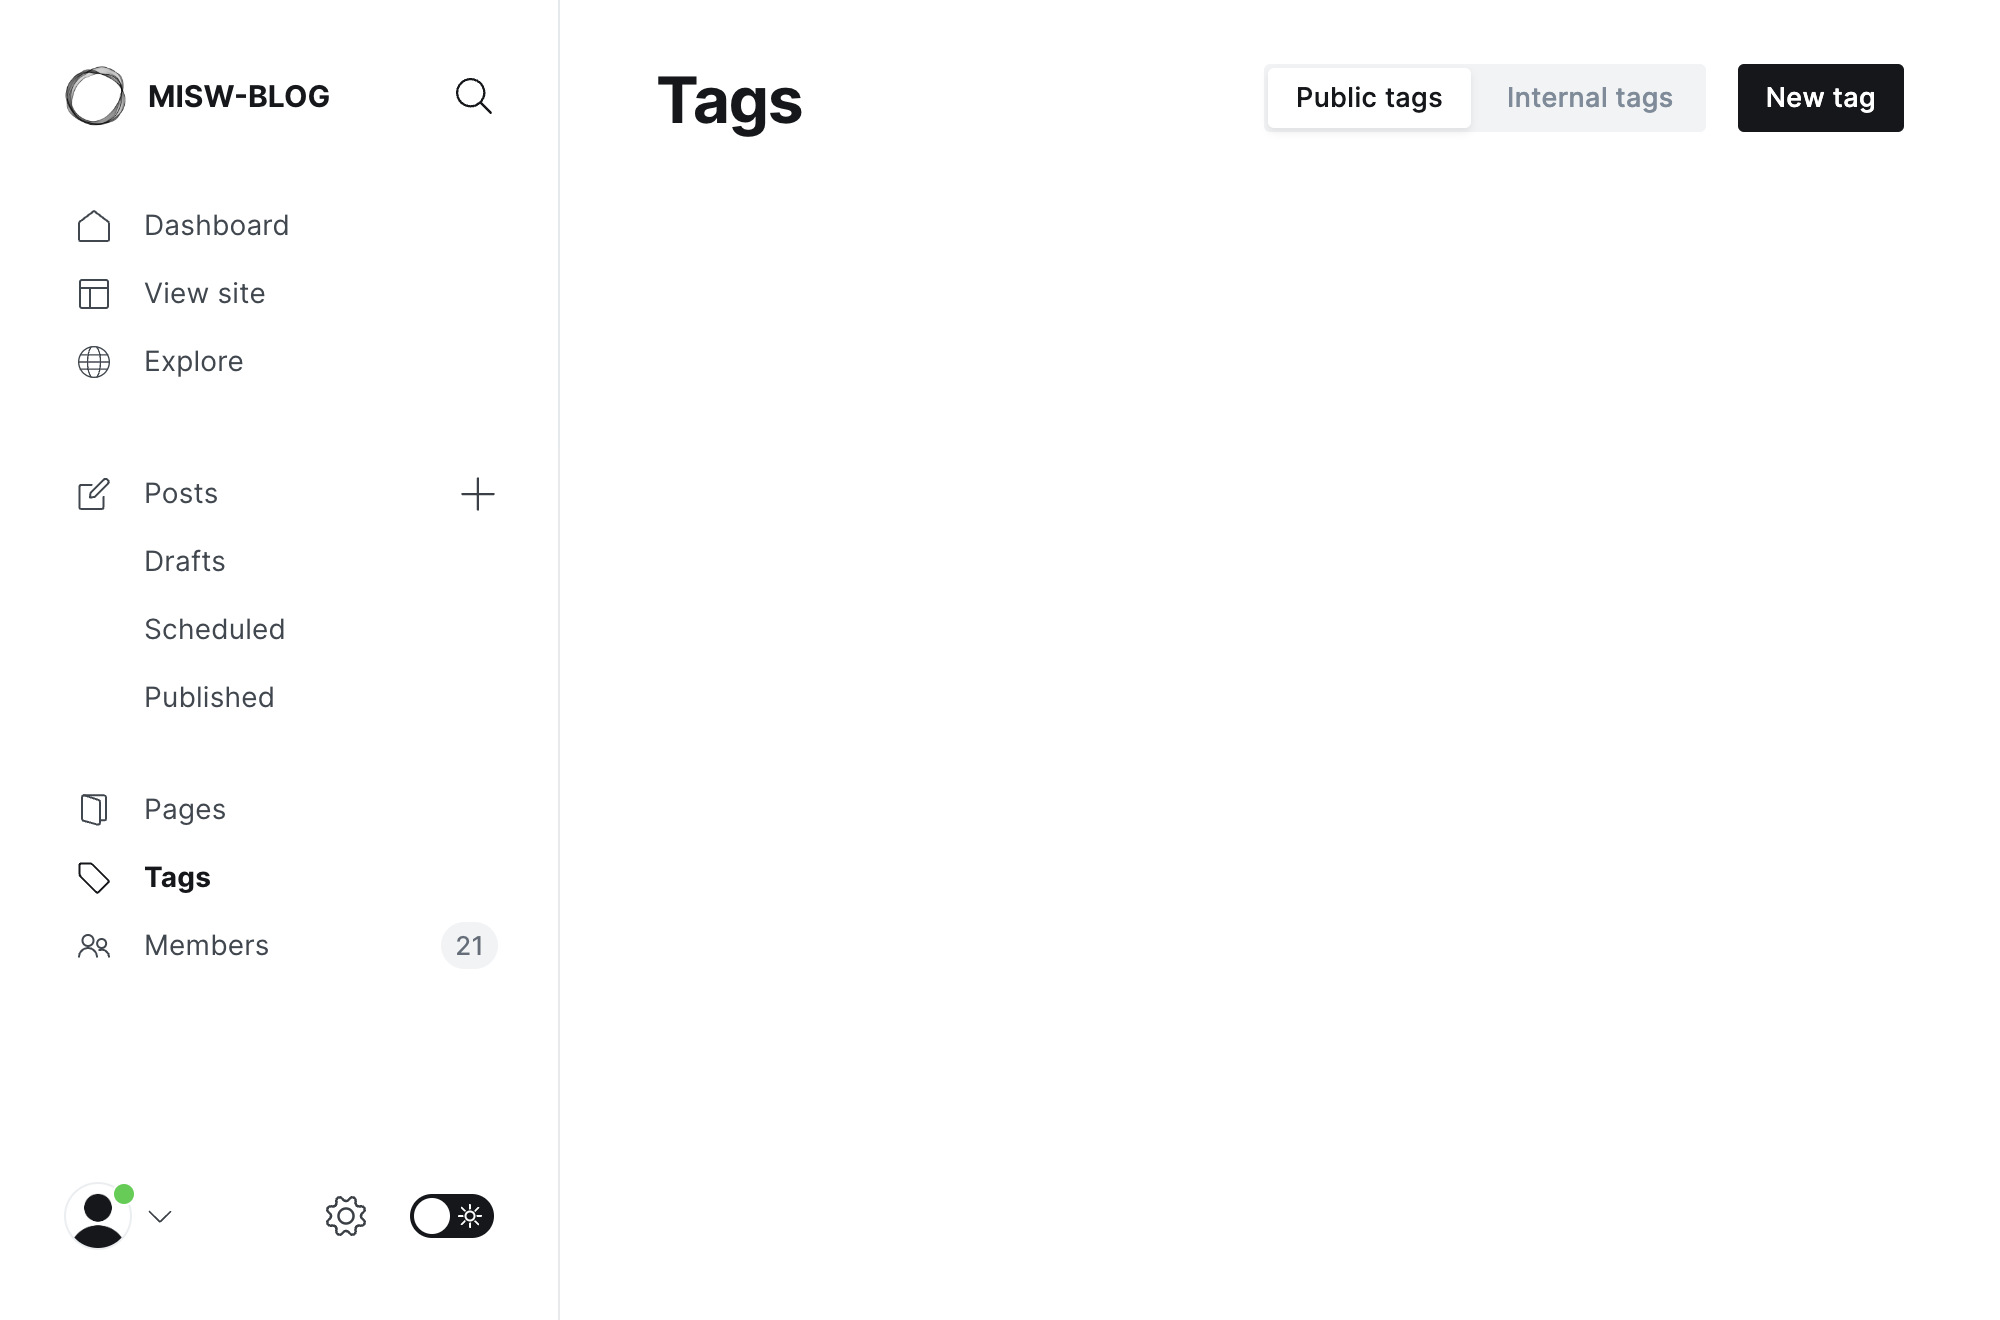 MISW-BLOG
Dashboard
View site
Explore
Posts
Drafts
Scheduled
Published
Pages
Tags
Members 21
Tags
Public tags Internal tags New tag